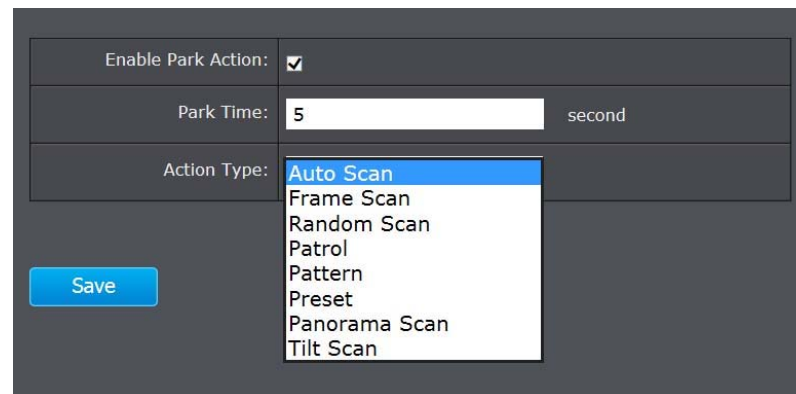 Enable Park Action:
Park Time: 5 second
Action Type: Auto Scan
Frame Scan
Random Scan
Patrol
Pattern
Preset
Panorama Scan
Tilt Scan
Save